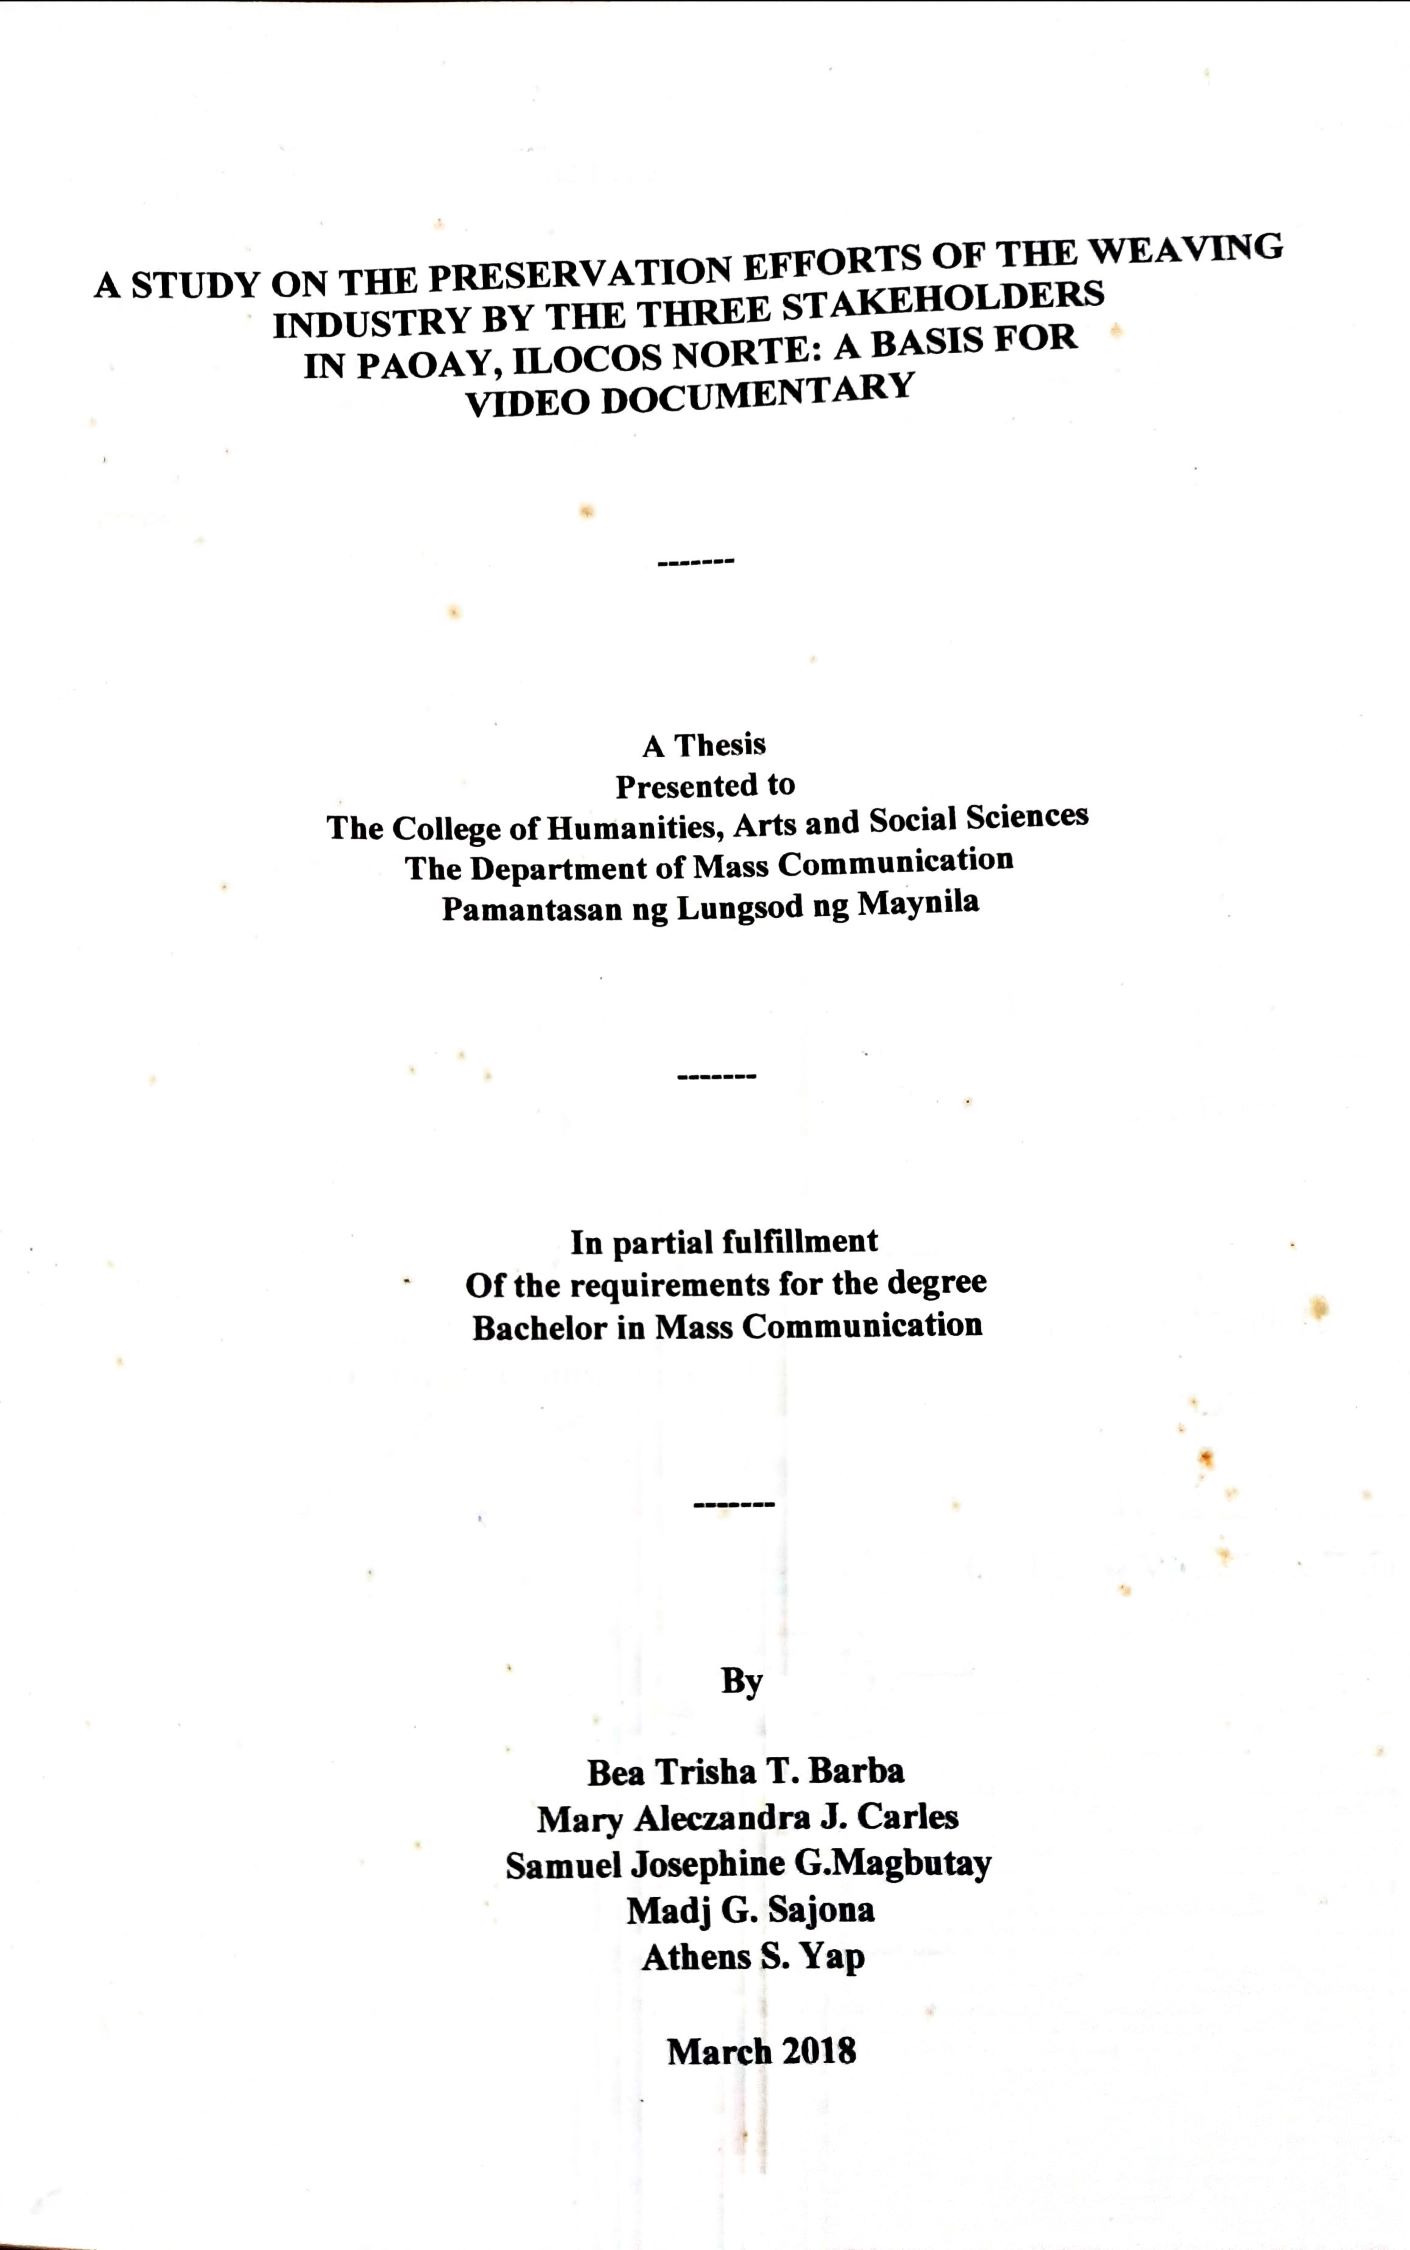 A STUDY ON THE PRESERVATION EFFORTS OF THE WEAVING
INDUSTRY BY THE THREE STAKEHOLDERS
IN PAOAY, ILOCOS NORTE: A BASIS FOR
VIDEO DOCUMENTARY
-------
A Thesis
Presented to
The College of Humanities, Arts and Social Sciences
The Department of Mass Communication
Pamantasan ng Lungsod ng Maynila
-------
In partial fulfillment
Of the requirements for the degree
Bachelor in Mass Communication
-------
By
Bea Trisha T. Barba
Mary Aleczandra J. Carles
Samuel Josephine G.Magbutay
Madj G. Sajona
Athens S. Yap
March 2018